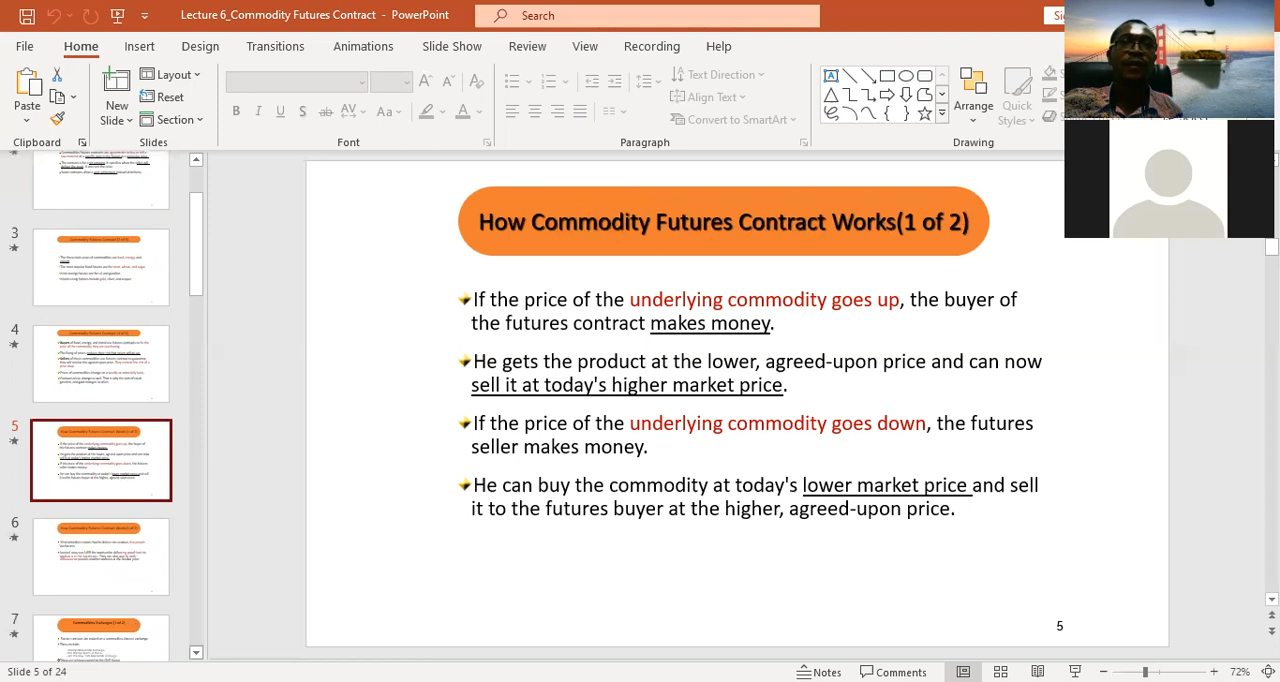 Lecture 6_Commodity Futures Contract - PowerPoint
Search
File Home Insert Design Transitions Animations Slide Show Review View Recording Help
Paste
New
Slide
Layout
Reset
Section
Text Direction
Align Text
Convert to SmartArt
Arrange
Quick
Styles
Clipboard
Slides
Font
Paragraph
Drawing
3
4
5
6
7
How Commodity Futures Contract Works(1 of 2)
If the price of the underlying commodity goes up, the buyer of
the futures contract makes money.
He gets the product at the lower, agreed-upon price and can now
sell it at today's higher market price.
If the price of the underlying commodity goes down, the futures
seller makes money.
He can buy the commodity at today's lower market price and sell
it to the futures buyer at the higher, agreed-upon price.
5
Slide 5 of 24
Notes
Comments
72%